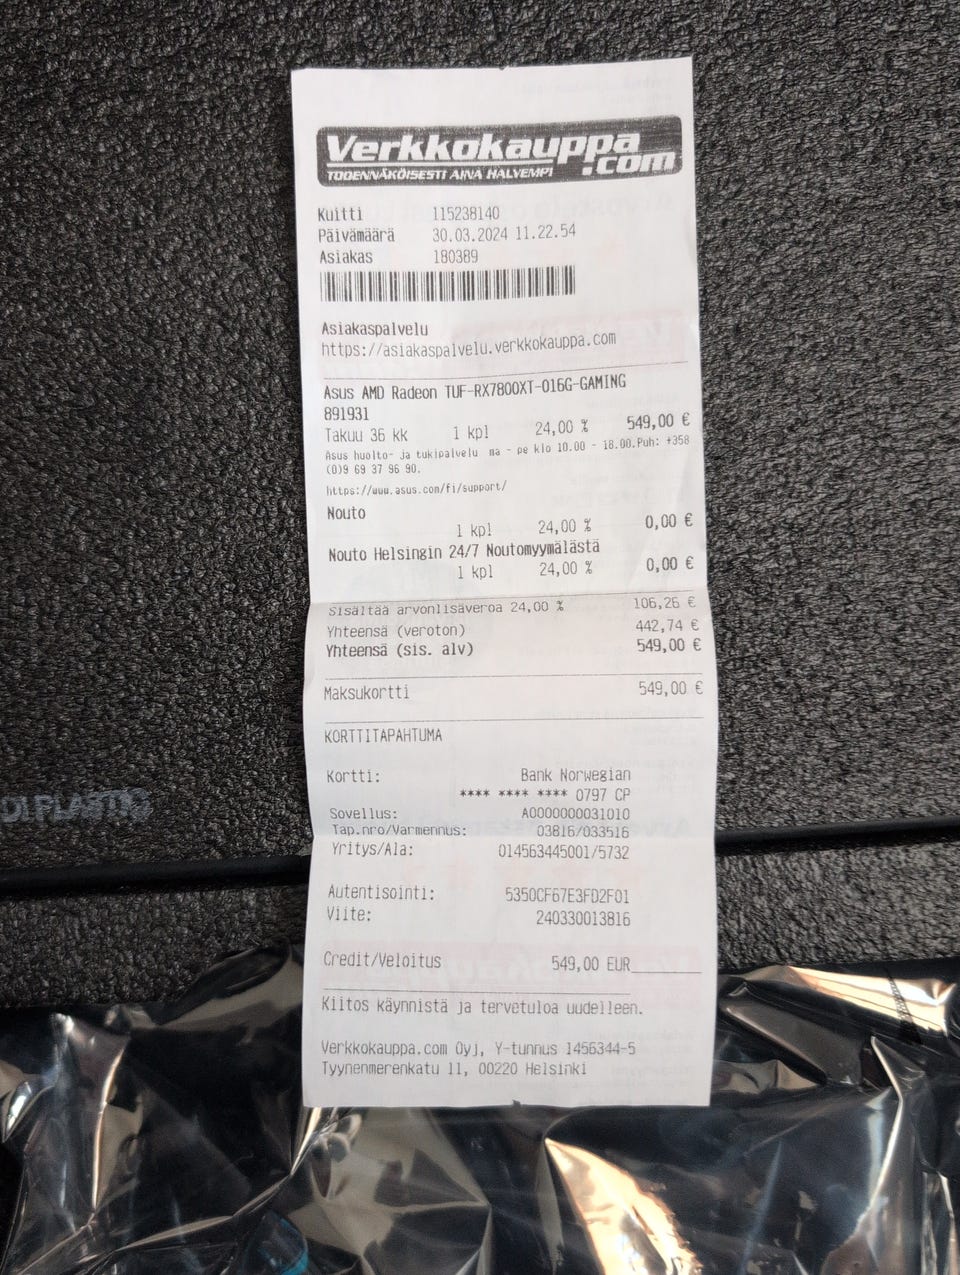 Verkkokauppa.com
TODENNÄKÖISESTI AINA HALVEMPI
Kuitti 115238140
Päivämäärä 30.03.2024 11.22.54
Asiakas 180389
Asiakaspalvelu
https://asiakaspalvelu.verkkokauppa.com
Asus AMD Radeon TUF-RX7800XT-O16G-GAMING
891931
Takuu 36 kk 1 kpl 24,00 % 549,00 €
Asus huolto- ja tukipalvelu ma - pe klo 10.00 - 18.00.Puh: +358
(0)9 69 37 96 90.
https://www.asus.com/fi/support/
Nouto
1 kpl 24,00 % 0,00 €
Nouto Helsingin 24/7 Noutomyymälästä
1 kpl 24,00 % 0,00 €
Sisältää arvonlisäveroa 24,00 % 106,26 €
Yhteensä (veroton) 442,74 €
Yhteensä (sis. alv) 549,00 €
Maksukortti 549,00 €
KORTTITAPAHTUMA
Kortti: Bank Norwegian
**** **** **** 0797 CP
Sovellus: A0000000031010
Tap.nro/Varmennus: 03816/033516
Yritys/Ala: 014563445001/5732
Autentisointi: 5350CF67E3FD2F01
Viite: 240330013816
Credit/Veloitus 549,00 EUR
Kiitos käynnistä ja tervetuloa uudelleen.
Verkkokauppa.com Oyj, Y-tunnus 1456344-5
Tyynenmerenkatu 11, 00220 Helsinki